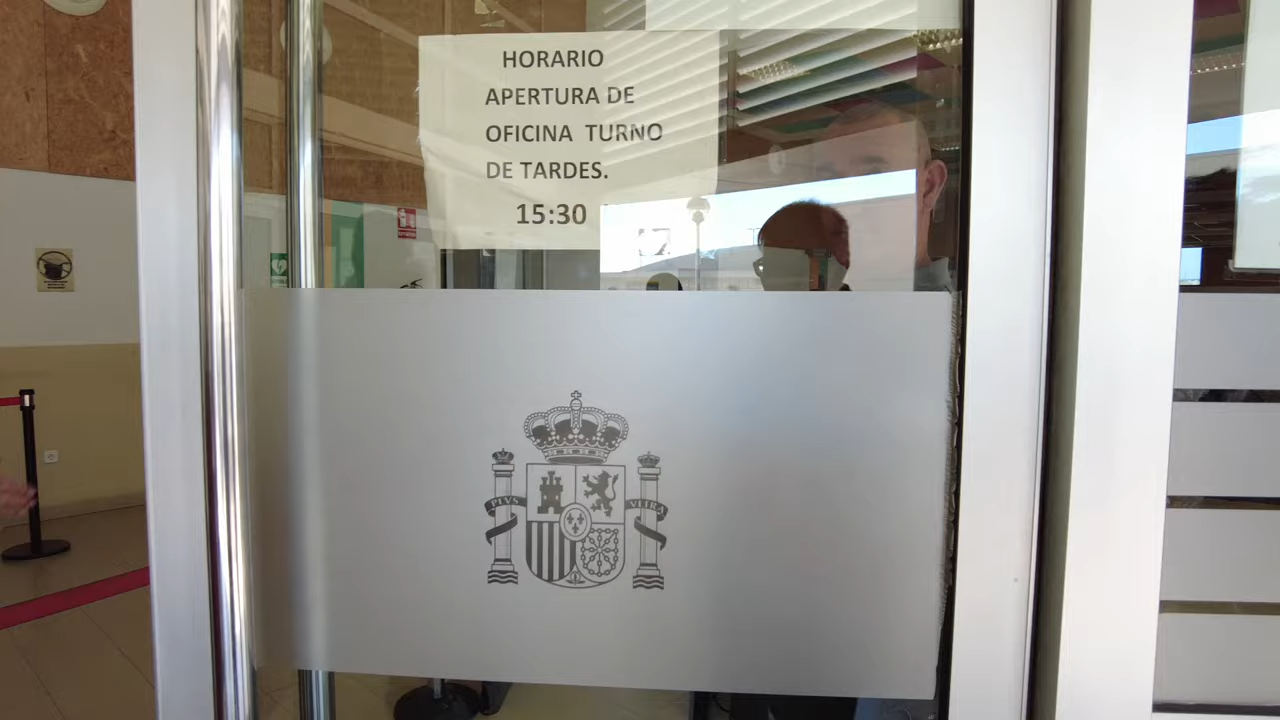 HORARIO
APERTURA DE
OFICINA TURNO
DE TARDES.
15:30
PLVS
VLTRA